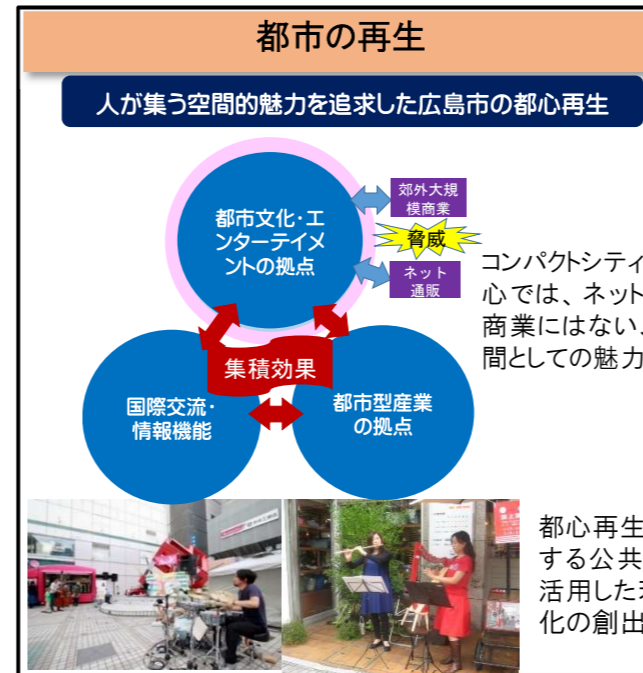 都市の再生
人が集う空間的魅力を追求した広島市の都心再生
都市文化・エ
ンターテイメ
ントの拠点
郊外大規
模商業
脅威
ネット
通販
コンパクトシティ
心では、ネット
商業にはない、
間としての魅力
集積効果
国際交流・
情報機能
都市型産業
の拠点
都心再生
する公共
活用した
化の創出